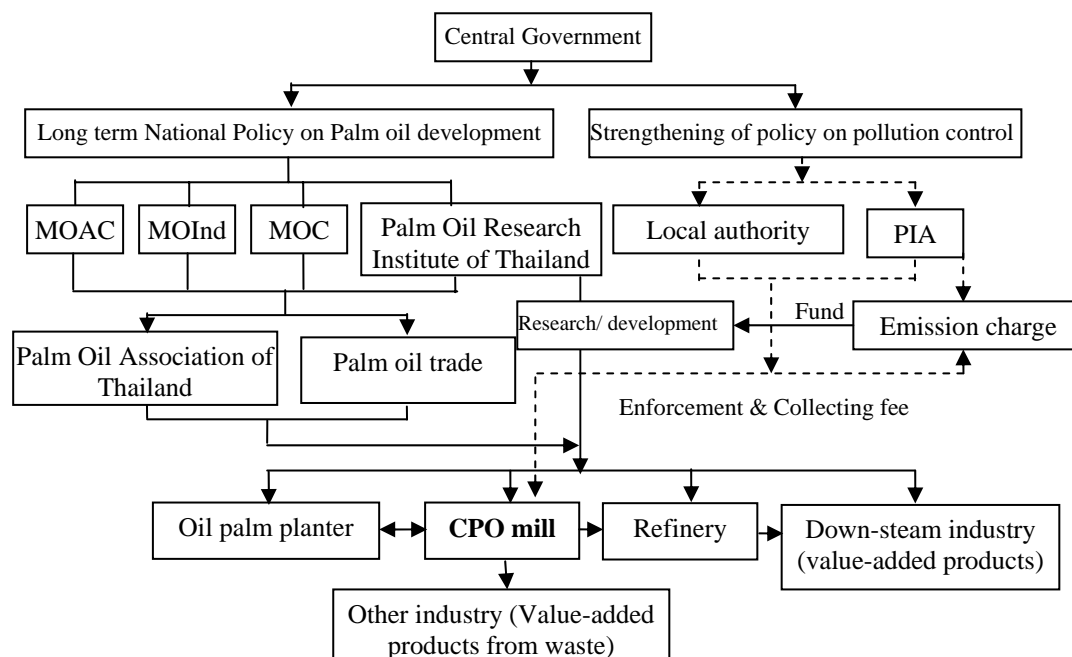 Central Government
Long term National Policy on Palm oil development
Strengthening of policy on pollution control
MOAC
MOInd
MOC
Palm Oil Research
Institute of Thailand
Local authority
PIA
Research/ development
Fund
Emission charge
Palm Oil Association of
Thailand
Palm oil trade
Enforcement & Collecting fee
Oil palm planter
CPO mill
Refinery
Down-steam industry
(value-added products)
Other industry (Value-added
products from waste)